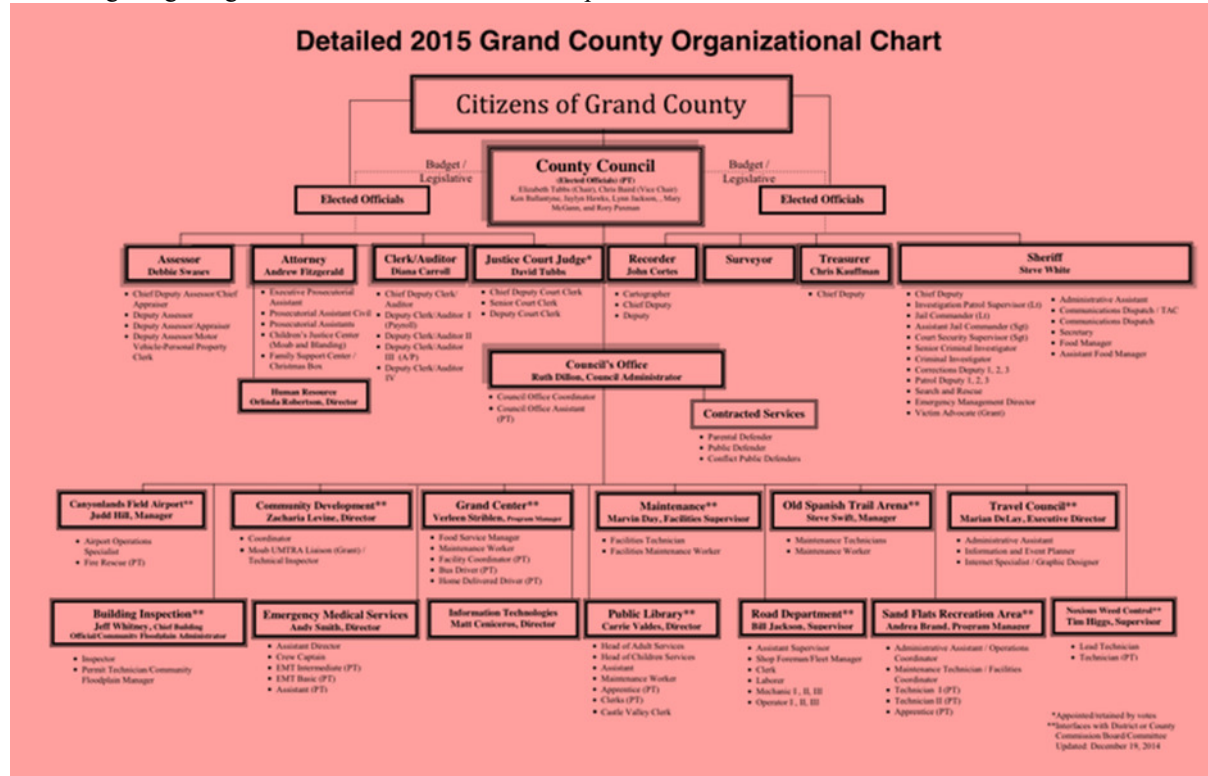 Detailed 2015 Grand County Organizational Chart
Citizens of Grand County
Budget /
Legislative
County Council
(Elected Officials) (PT)
Elizabeth Tubbs (Chair), Chris Baird (Vice Chair)
Ken Ballantyne, Jaylyn Hawks, Lynn Jackson, , Mary
McGann, and Rory Paxman
Budget /
Legislative
Elected Officials
Elected Officials
Assessor
Debbie Swasey
• Chief Deputy Assessor/Chief
Appraiser
• Deputy Assessor
• Deputy Assessor/Appraiser
• Deputy Assessor/Motor
Vehicle-Personal Property
Clerk
Attorney
Andrew Fitzgerald
• Executive Prosecutorial
Assistant
• Prosecutorial Assistant Civil
• Prosecutorial Assistants
• Children's Justice Center
(Moab and Blanding)
• Family Support Center /
Christmas Box
Human Resource
Orlinda Robertson, Director
Clerk/Auditor
Diana Carroll
• Chief Deputy Clerk/
Auditor
• Deputy Clerk/Auditor I
(Payroll)
• Deputy Clerk/Auditor II
• Deputy Clerk/Auditor
III (A/P)
• Deputy Clerk/Auditor
IV
Justice Court Judge*
David Tubbs
• Chief Deputy Court Clerk
• Senior Court Clerk
• Deputy Court Clerk
Recorder
John Cortes
• Cartographer
• Chief Deputy
• Deputy
Surveyor
Treasurer
Chris Kauffman
• Chief Deputy
Sheriff
Steve White
• Chief Deputy
• Investigation Patrol Supervisor (Lt)
• Jail Commander (Lt)
• Assistant Jail Commander (Sgt)
• Court Security Supervisor (Sgt)
• Senior Criminal Investigator
• Criminal Investigator
• Corrections Deputy 1, 2, 3
• Patrol Deputy 1, 2, 3
• Search and Rescue
• Emergency Management Director
• Victim Advocate (Grant)
• Administrative Assistant
• Communications Dispatch / TAC
• Communications Dispatch
• Secretary
• Food Manager
• Assistant Food Manager
Council's Office
Ruth Dillon, Council Administrator
• Council Office Coordinator
• Council Office Assistant
(PT)
Contracted Services
• Parental Defender
• Public Defender
• Conflict Public Defenders
Canyonlands Field Airport**
Judd Hill, Manager
• Airport Operations
Specialist
• Fire Rescue (PT)
Community Development**
Zacharia Levine, Director
• Coordinator
• Moab UMTRA Liaison (Grant) /
Technical Inspector
Grand Center**
Verleen Striblen, Program Manager
• Food Service Manager
• Maintenance Worker
• Facility Coordinator (PT)
• Bus Driver (PT)
• Home Delivered Driver (PT)
Maintenance**
Marvin Day, Facilities Supervisor
• Facilities Technician
• Facilities Maintenance Worker
Old Spanish Trail Arena**
Steve Swift, Manager
• Maintenance Technicians
• Maintenance Worker
Travel Council**
Marian DeLay, Executive Director
• Administrative Assistant
• Information and Event Planner
• Internet Specialist / Graphic Designer
Building Inspection**
Jeff Whitney, Chief Building
Official/Community Floodplain Administrator
• Inspector
• Permit Technician/Community
Floodplain Manager
Emergency Medical Services
Andy Smith, Director
• Assistant Director
• Crew Captain
• EMT Intermediate (PT)
• EMT Basic (PT)
• Assistant (PT)
Information Technologies
Matt Ceniceros, Director
Public Library**
Carrie Valdes, Director
• Head of Adult Services
• Head of Children Services
• Assistant
• Maintenance Worker
• Apprentice (PT)
• Clerks (PT)
• Castle Valley Clerk
Road Department**
Bill Jackson, Supervisor
• Assistant Supervisor
• Shop Foreman/Fleet Manager
• Clerk
• Laborer
• Mechanic I , II, III
• Operator I , II, III
Sand Flats Recreation Area**
Andrea Brand, Program Manager
• Administrative Assistant / Operations
Coordinator
• Maintenance Technician / Facilities
Coordinator
• Technician I (PT)
• Technician II (PT)
• Apprentice (PT)
Noxious Weed Control**
Tim Higgs, Supervisor
• Lead Technician
• Technician (PT)
*Appointed/retained by votes
**Interfaces with District or County
Commission/Board/Committee
Updated: December 19, 2014